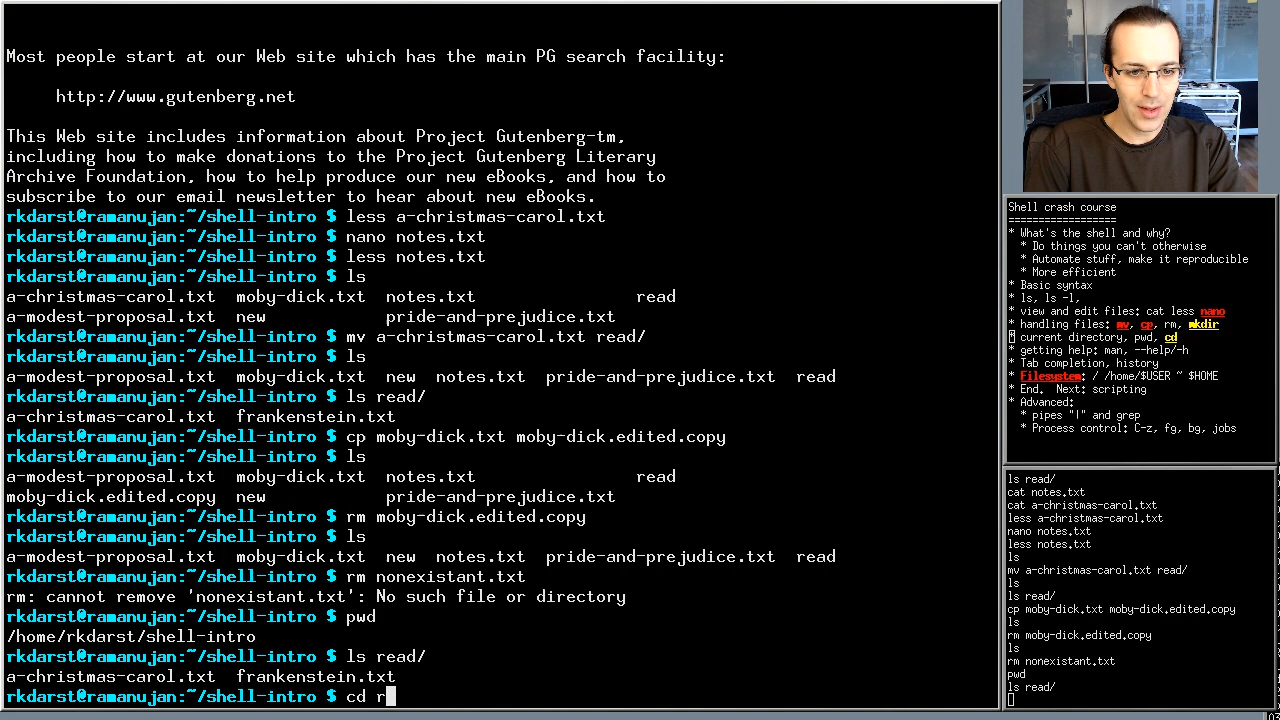 Most people start at our Web site which has the main PG search facility:
http://www.gutenberg.net
This Web site includes information about Project Gutenberg-tm,
including how to make donations to the Project Gutenberg Literary
Archive Foundation, how to help produce our new eBooks, and how to
subscribe to our email newsletter to hear about new eBooks.
rkdarst@ramanujan:~/shell-intro $ less a-christmas-carol.txt
rkdarst@ramanujan:~/shell-intro $ nano notes.txt
rkdarst@ramanujan:~/shell-intro $ less notes.txt
rkdarst@ramanujan:~/shell-intro $ ls
a-christmas-carol.txt moby-dick.txt notes.txt read
a-modest-proposal.txt new pride-and-prejudice.txt
rkdarst@ramanujan:~/shell-intro $ mv a-christmas-carol.txt read/
rkdarst@ramanujan:~/shell-intro $ ls
a-modest-proposal.txt moby-dick.txt new notes.txt pride-and-prejudice.txt read
rkdarst@ramanujan:~/shell-intro $ ls read/
a-christmas-carol.txt frankenstein.txt
rkdarst@ramanujan:~/shell-intro $ cp moby-dick.txt moby-dick.edited.copy
rkdarst@ramanujan:~/shell-intro $ ls
a-modest-proposal.txt moby-dick.txt notes.txt read
moby-dick.edited.copy new pride-and-prejudice.txt
rkdarst@ramanujan:~/shell-intro $ rm moby-dick.edited.copy
rkdarst@ramanujan:~/shell-intro $ ls
a-modest-proposal.txt moby-dick.txt new notes.txt pride-and-prejudice.txt read
rkdarst@ramanujan:~/shell-intro $ rm nonexistant.txt
rm: cannot remove 'nonexistant.txt': No such file or directory
rkdarst@ramanujan:~/shell-intro $ pwd
/home/rkdarst/shell-intro
rkdarst@ramanujan:~/shell-intro $ ls read/
a-christmas-carol.txt frankenstein.txt
rkdarst@ramanujan:~/shell-intro $ cd r
Shell crash course
==================
* What's the shell and why?
* Do things you can't otherwise
* Automate stuff, make it reproducible
* More efficient
* Basic syntax
* ls, ls -l,
* view and edit files: cat less nano
* handling files: mv, cp, rm, mkdir
* current directory, pwd, cd
* getting help: man, --help/-h
* Tab completion, history
* Filesystem: / /home/$USER ~ $HOME
* End. Next: scripting
* Advanced:
* pipes "|" and grep
* Process control: C-z, fg, bg, jobs
ls read/
cat notes.txt
cat a-christmas-carol.txt
less a-christmas-carol.txt
nano notes.txt
less notes.txt
ls
mv a-christmas-carol.txt read/
ls
ls read/
cp moby-dick.txt moby-dick.edited.copy
ls
rm moby-dick.edited.copy
ls
rm nonexistant.txt
pwd
ls read/